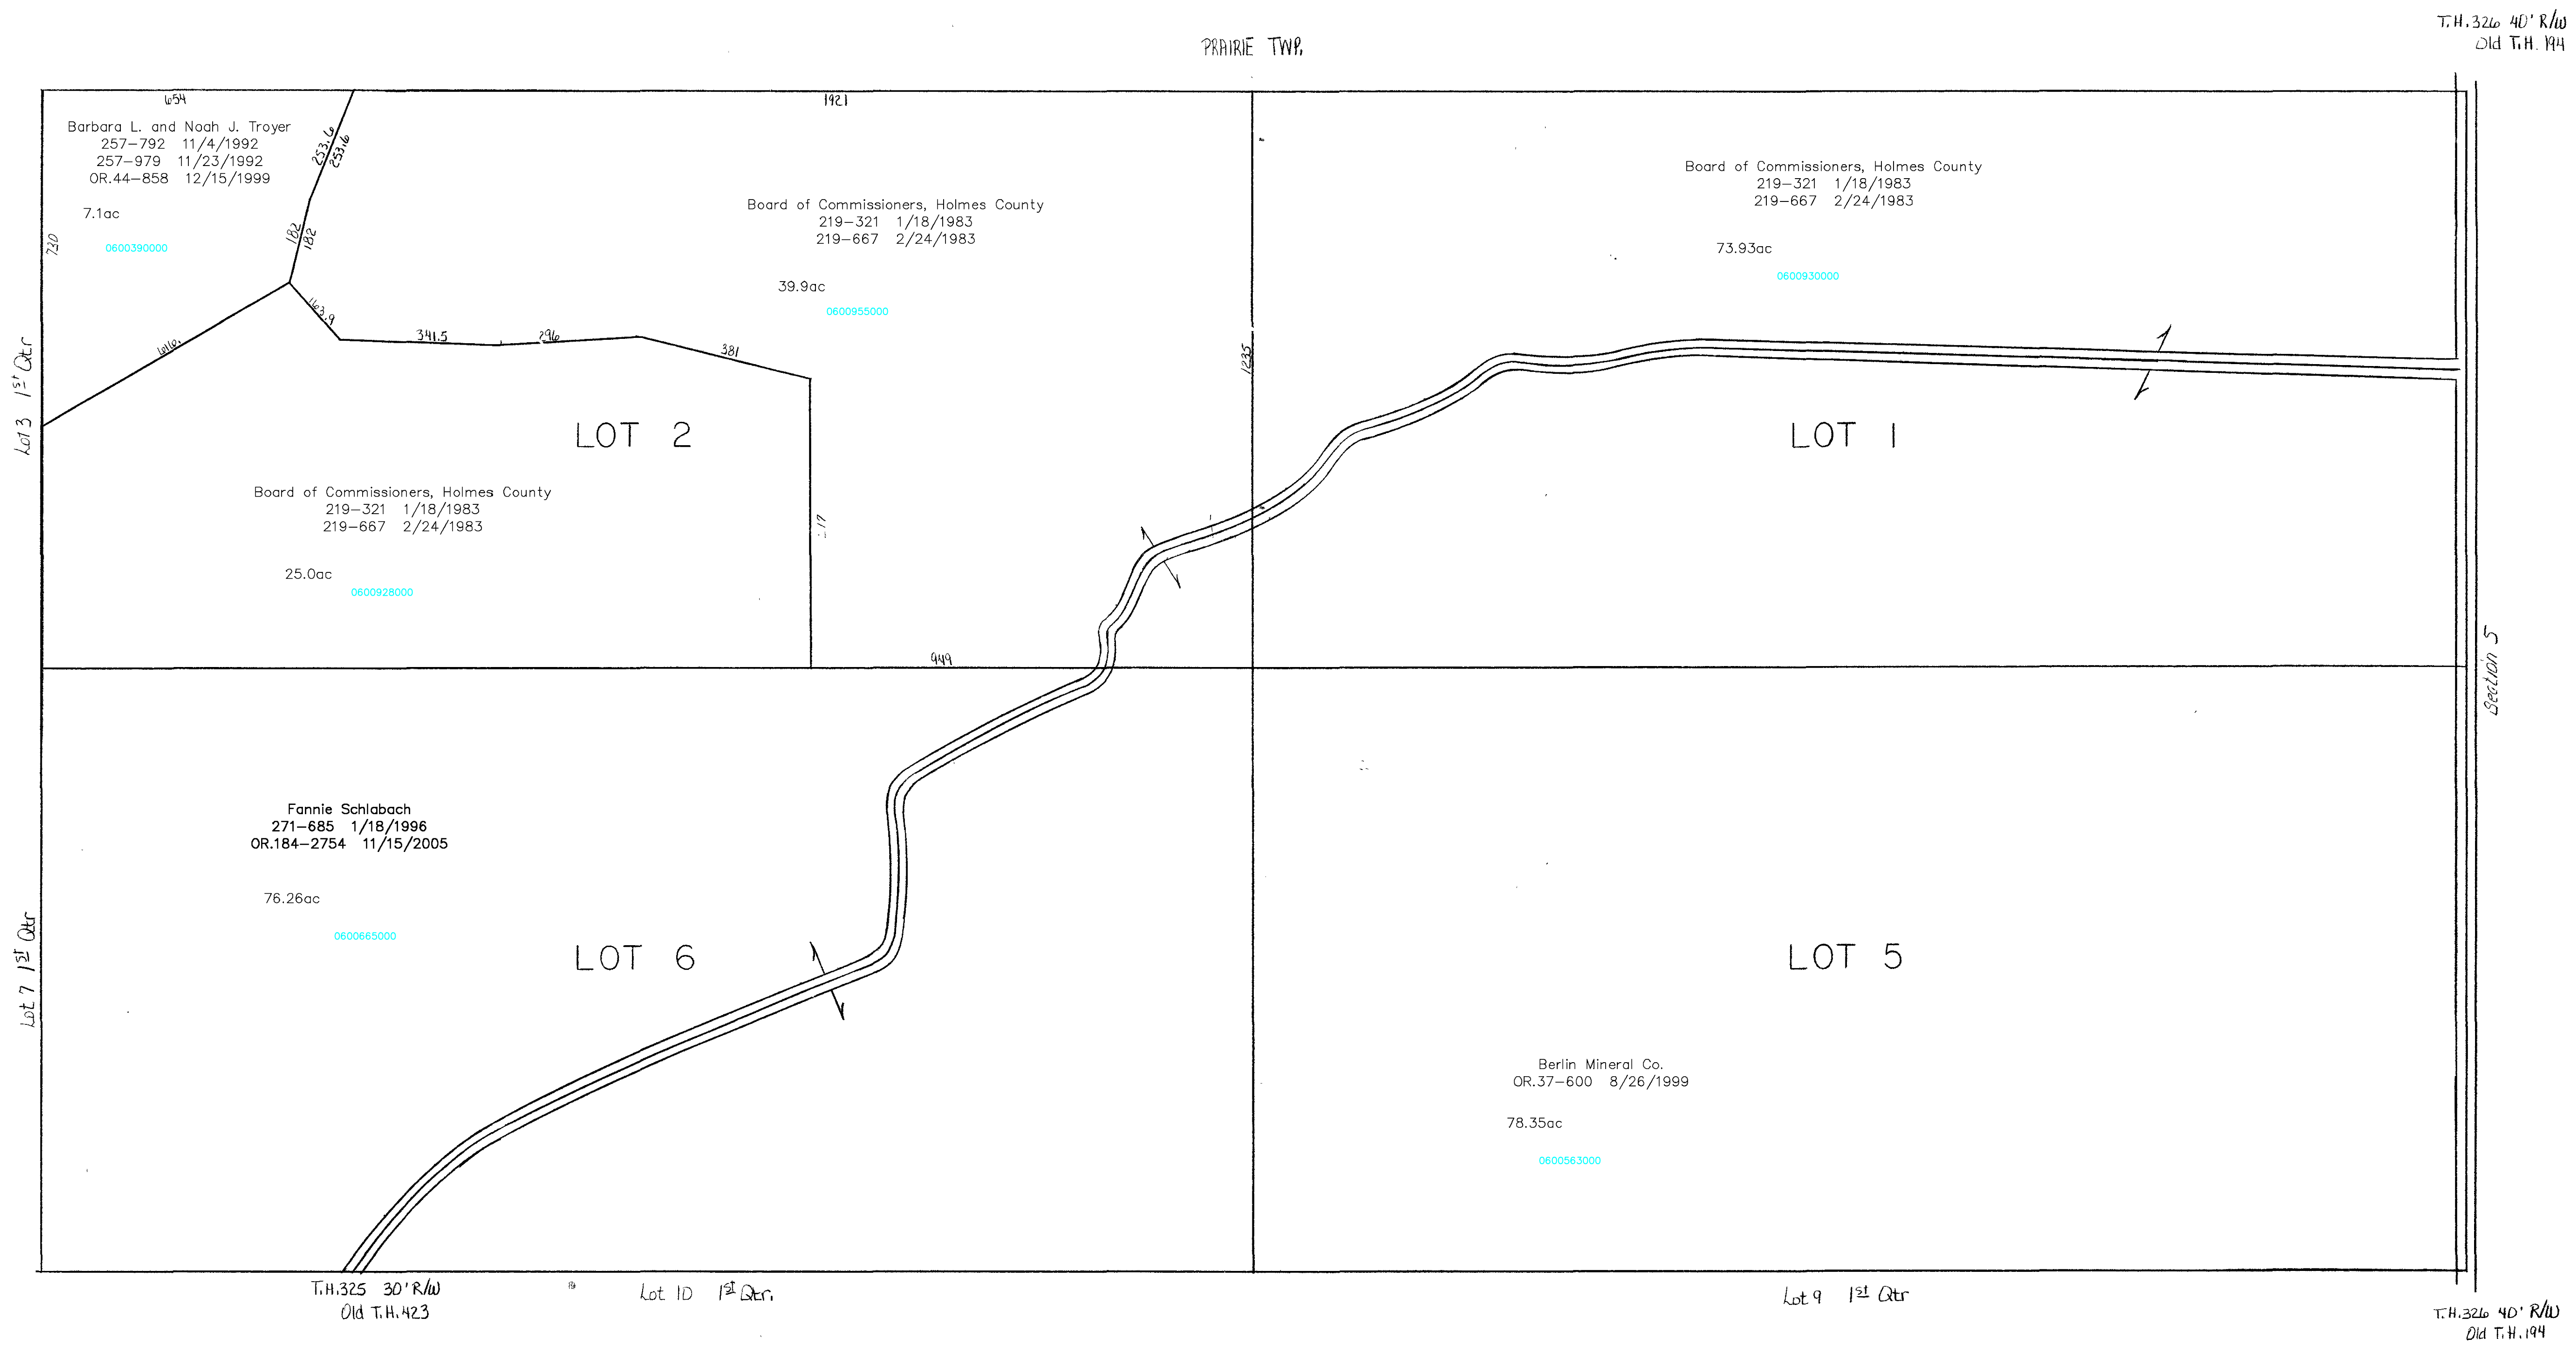 T.H.326 40' R/W
Old T.H. 194
PRAIRIE TWP.
654
1921
Barbara L. and Noah J. Troyer
257-792 11/4/1992
257-979 11/23/1992
OR.44-858 12/15/1999
7.1ac
0600390000
730
253.6
253.6
182
182
Board of Commissioners, Holmes County
219-321 1/18/1983
219-667 2/24/1983
39.9ac
0600955000
Board of Commissioners, Holmes County
219-321 1/18/1983
219-667 2/24/1983
73.93ac
0600930000
163.9
341.5
296
381
616.
1235
Lot 3 1st Qtr
LOT 2
LOT 1
Board of Commissioners, Holmes County
219-321 1/18/1983
219-667 2/24/1983
25.0ac
0600928000
949
Section 5
Fannie Schlabach
271-685 1/18/1996
OR.184-2754 11/15/2005
76.26ac
0600665000
Lot 7 1st Qtr
LOT 6
LOT 5
Berlin Mineral Co.
OR.37-600 8/26/1999
78.35ac
0600563000
T.H.325 30' R/W
Old T.H.423
Lot 10 1st Qtr.
Lot 9 1st Qtr
T.H.326 40' R/W
Old T.H.194